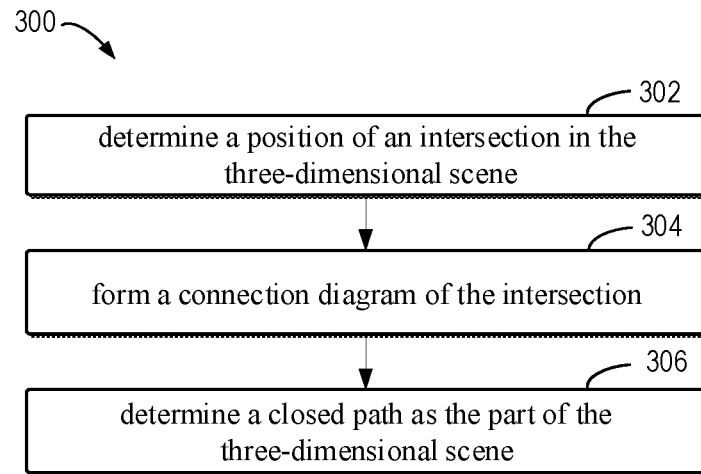 300
302
determine a position of an intersection in the
three-dimensional scene
304
form a connection diagram of the intersection
306
determine a closed path as the part of the
three-dimensional scene